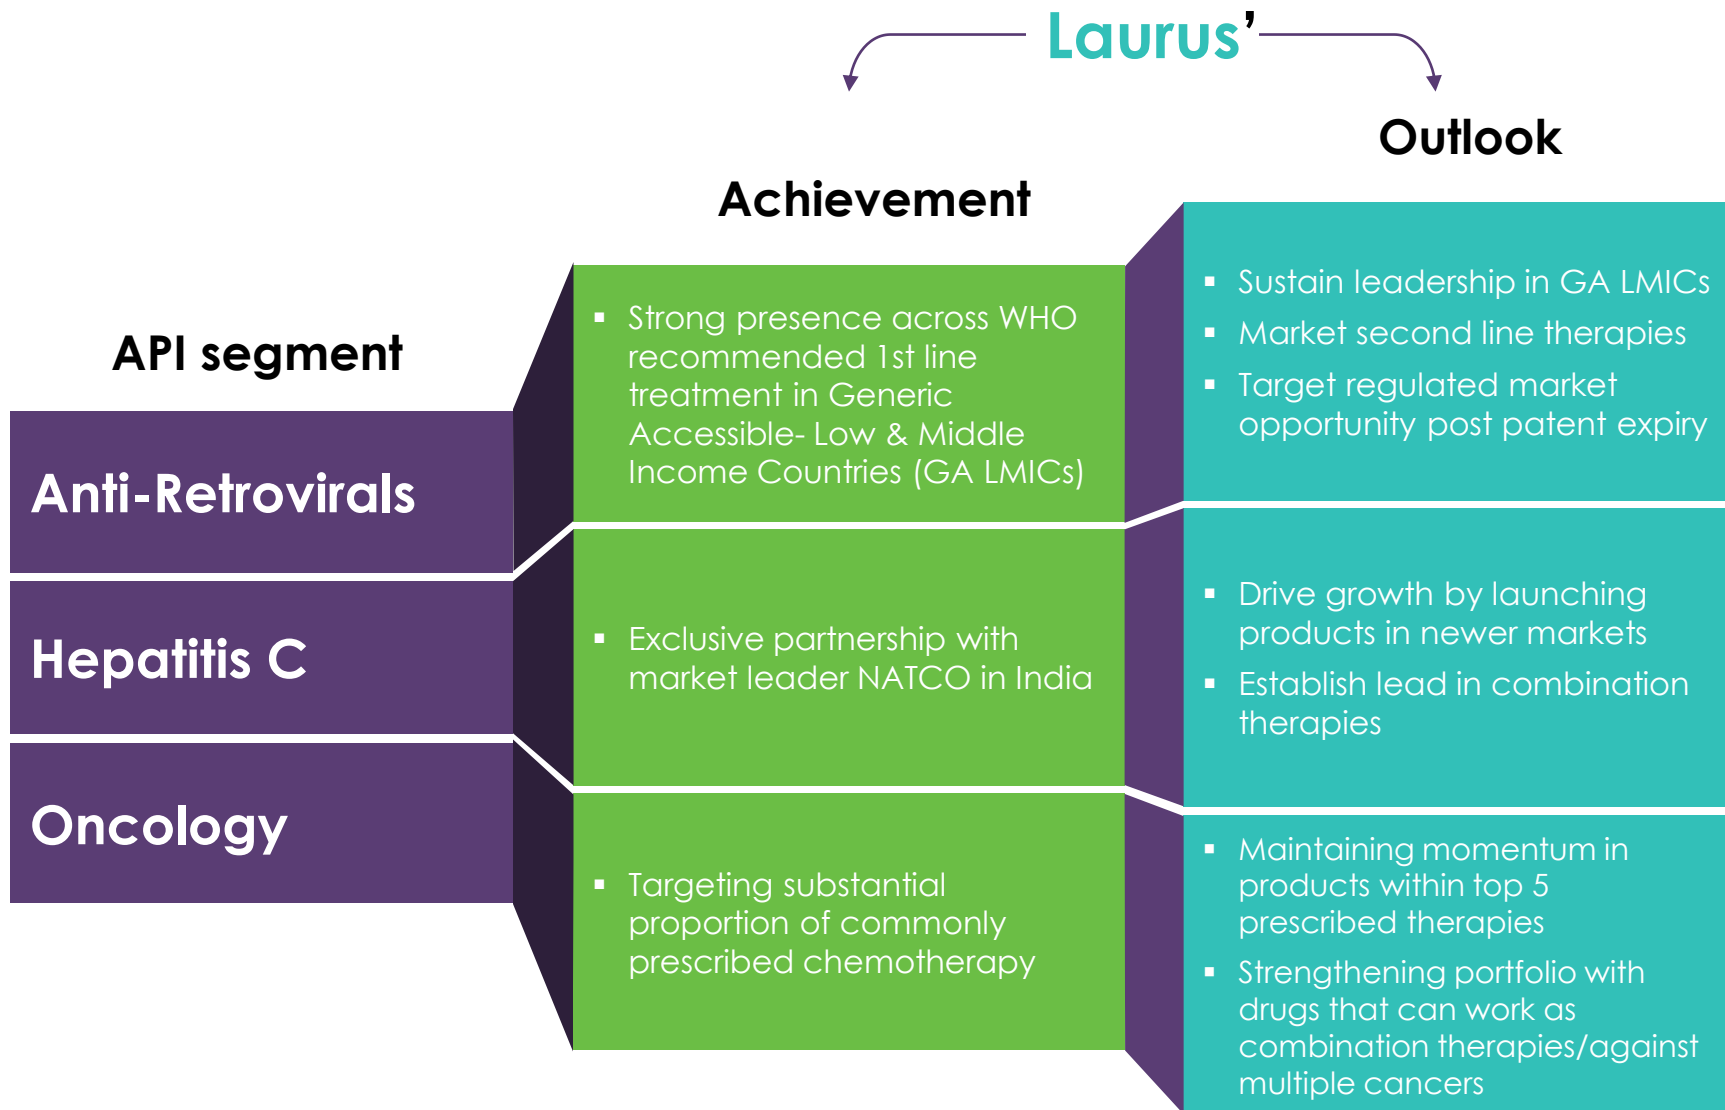 Laurus’
Outlook
Achievement
API segment
Anti-Retrovirals
▪ Strong presence across WHO
recommended 1st line
treatment in Generic
Accessible- Low & Middle
Income Countries (GA LMICs)
▪ Sustain leadership in GA LMICs
▪ Market second line therapies
▪ Target regulated market
opportunity post patent expiry
Hepatitis C
▪ Exclusive partnership with
market leader NATCO in India
▪ Drive growth by launching
products in newer markets
▪ Establish lead in combination
therapies
Oncology
▪ Targeting substantial
proportion of commonly
prescribed chemotherapy
▪ Maintaining momentum in
products within top 5
prescribed therapies
▪ Strengthening portfolio with
drugs that can work as
combination therapies/against
multiple cancers